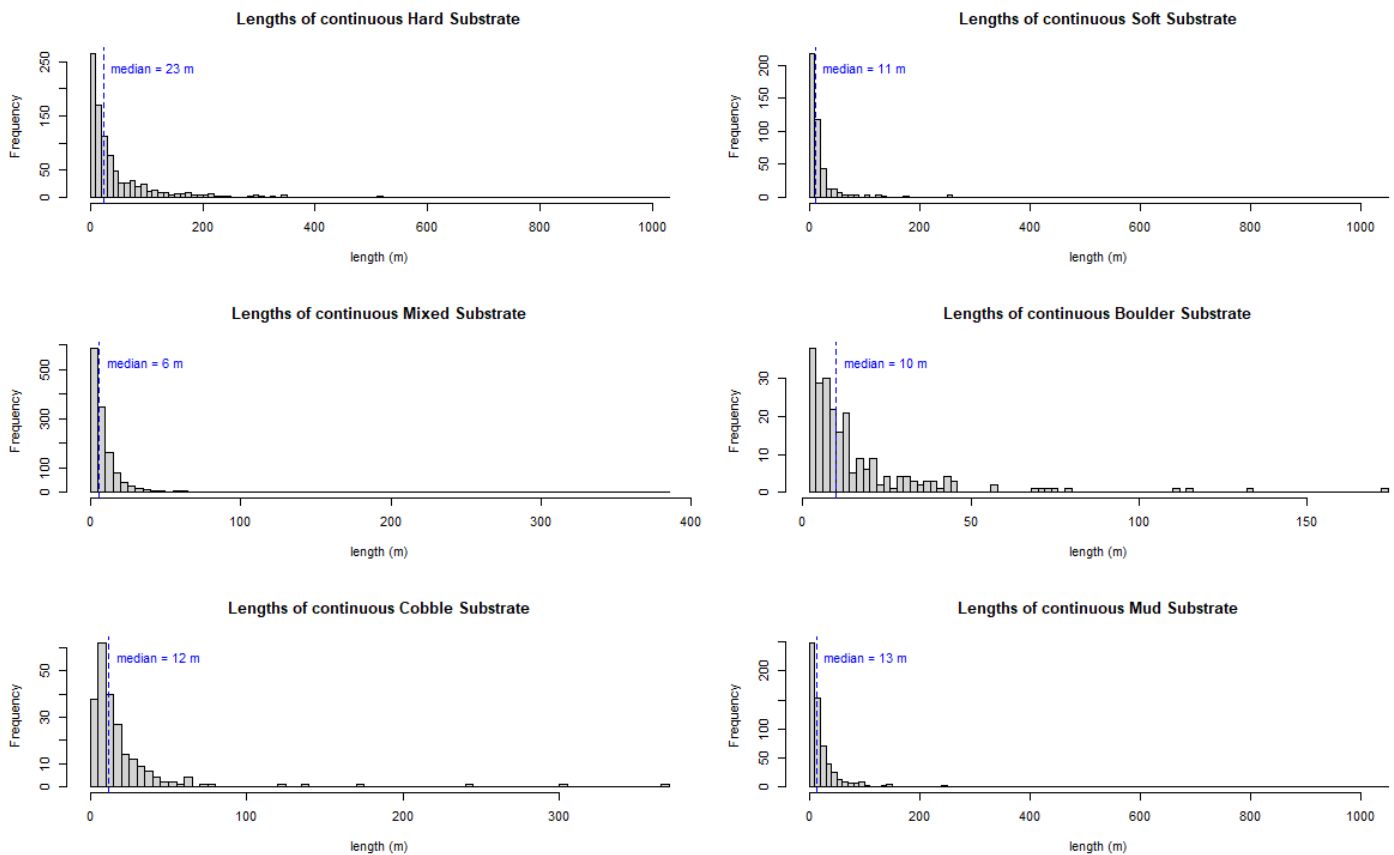 Lengths of continuous Hard Substrate
median = 23 m
Frequency
0 50 150 250
0 200 400 600 800 1000
length (m)
Lengths of continuous Soft Substrate
median = 11 m
Frequency
0 50 100 150 200
0 200 400 600 800 1000
length (m)
Lengths of continuous Mixed Substrate
median = 6 m
Frequency
0 100 300 500
0 100 200 300 400
length (m)
Lengths of continuous Boulder Substrate
median = 10 m
Frequency
0 10 20 30
0 50 100 150
length (m)
Lengths of continuous Cobble Substrate
median = 12 m
Frequency
0 10 30 50
0 100 200 300
length (m)
Lengths of continuous Mud Substrate
median = 13 m
Frequency
0 50 100 200
0 200 400 600 800 1000
length (m)